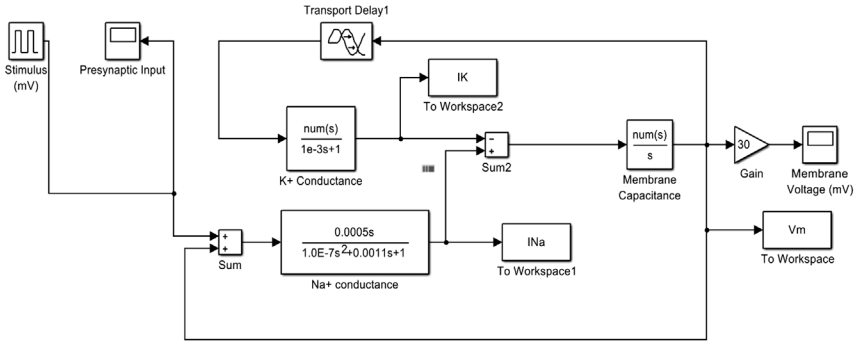 Transport Delay1
Stimulus
(mV)
Presynaptic Input
IK
To Workspace2
num(s)
1e-3s+1
K+ Conductance
−
+
Sum2
num(s)
s
Membrane
Capacitance
30
Gain
Membrane
Voltage (mV)
+
+
Sum
0.0005s
1.0E-7s2+0.0011s+1
Na+ conductance
INa
To Workspace1
Vm
To Workspace